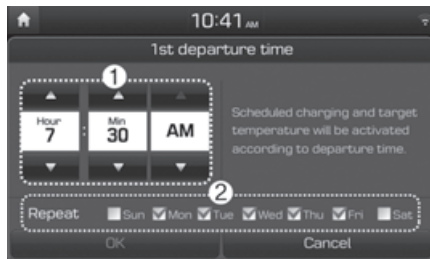 10:41 AM
1st departure time
1
Hour
7
:
Min
30
AM
Scheduled charging and target
temperature will be activated
according to departure time.
2
Repeat Sun Mon Tue Wed Thu Fri Sat
OK Cancel